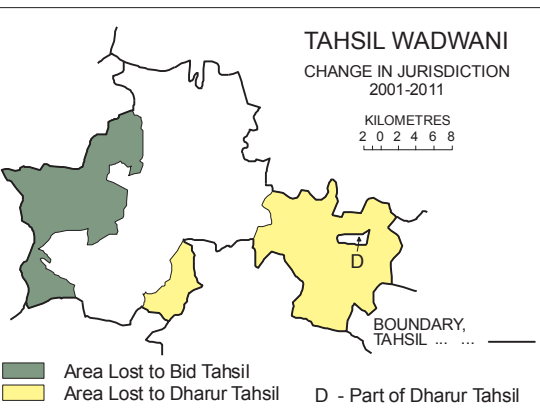 TAHSIL WADWANI
CHANGE IN JURISDICTION
2001-2011
KILOMETRES
2 0 2 4 6 8
D
BOUNDARY,
TAHSIL ... ...
Area Lost to Bid Tahsil
Area Lost to Dharur Tahsil
D - Part of Dharur Tahsil